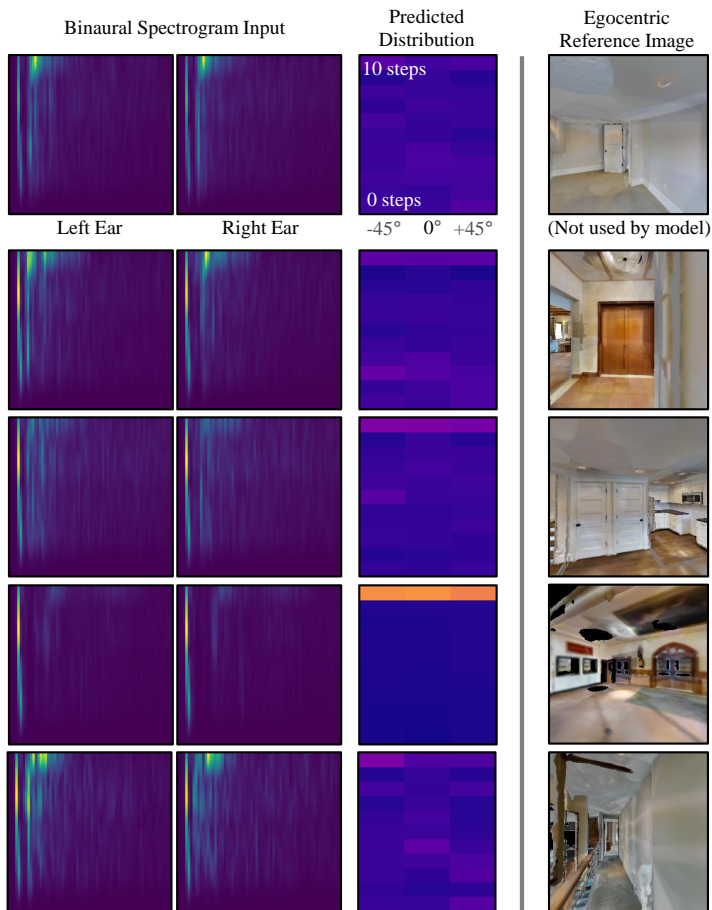 Binaural Spectrogram Input
Predicted
Distribution
Egocentric
Reference Image
10 steps
0 steps
Left Ear
Right Ear
-45° 0° +45°
(Not used by model)